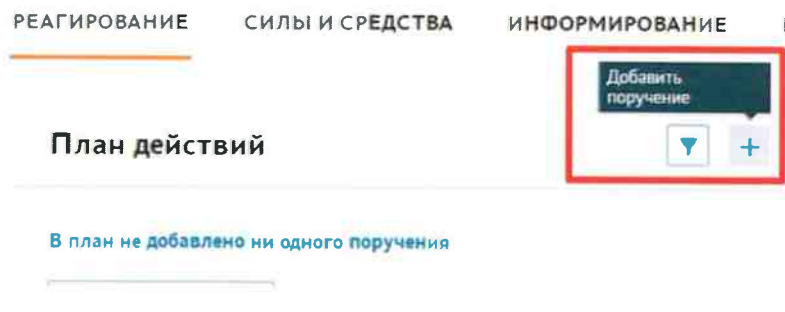 РЕАГИРОВАНИЕ СИЛЫ И СРЕДСТВА ИНФОРМИРОВАНИЕ
Добавить
поручение
План действий
В план не добавлено ни одного поручения